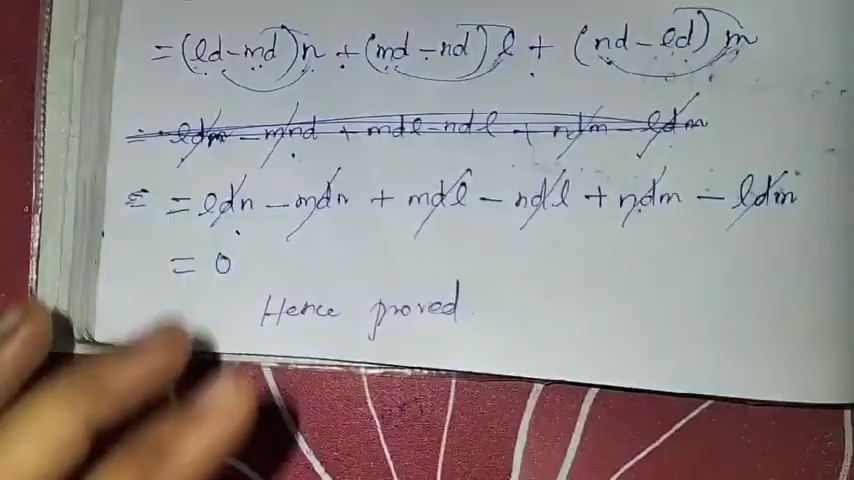 = (ld - md) n + (md - nd) l + (nd - ld) m
= ldn - mdn + mdl - ndl + ndm - ldm
= 0
Hence proved.